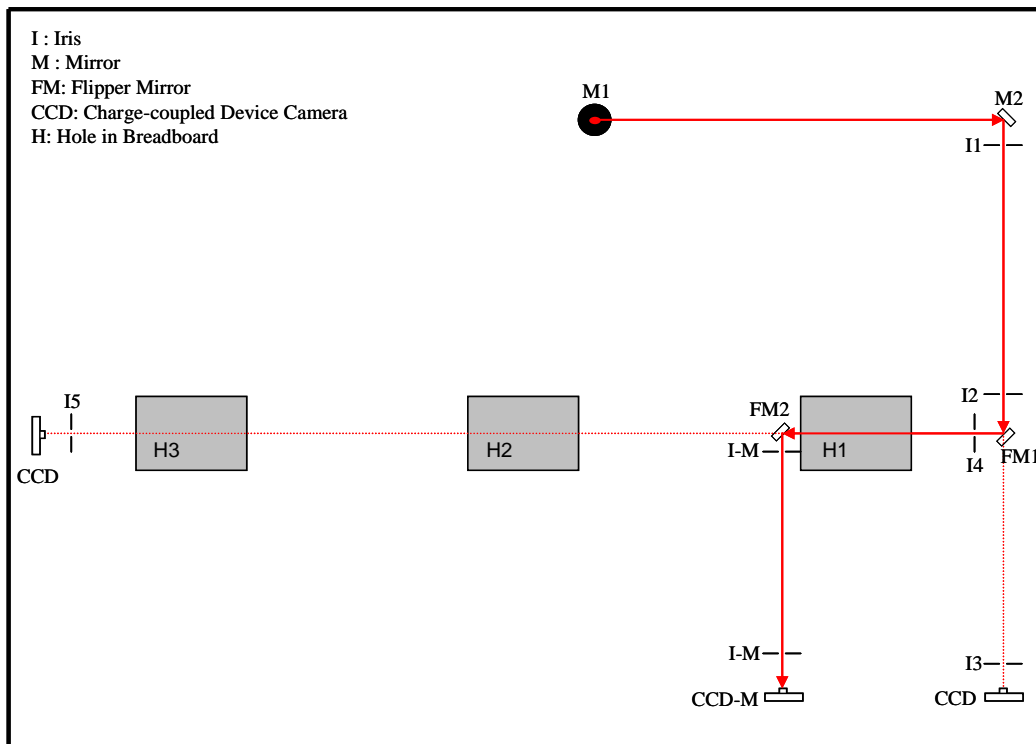 I : Iris
M : Mirror
FM: Flipper Mirror
CCD: Charge-coupled Device Camera
H: Hole in Breadboard
M1
M2
I1
I2
I5
FM2
H3
H2
I-M
H1
I4
FM1
CCD
I-M
I3
CCD-M
CCD